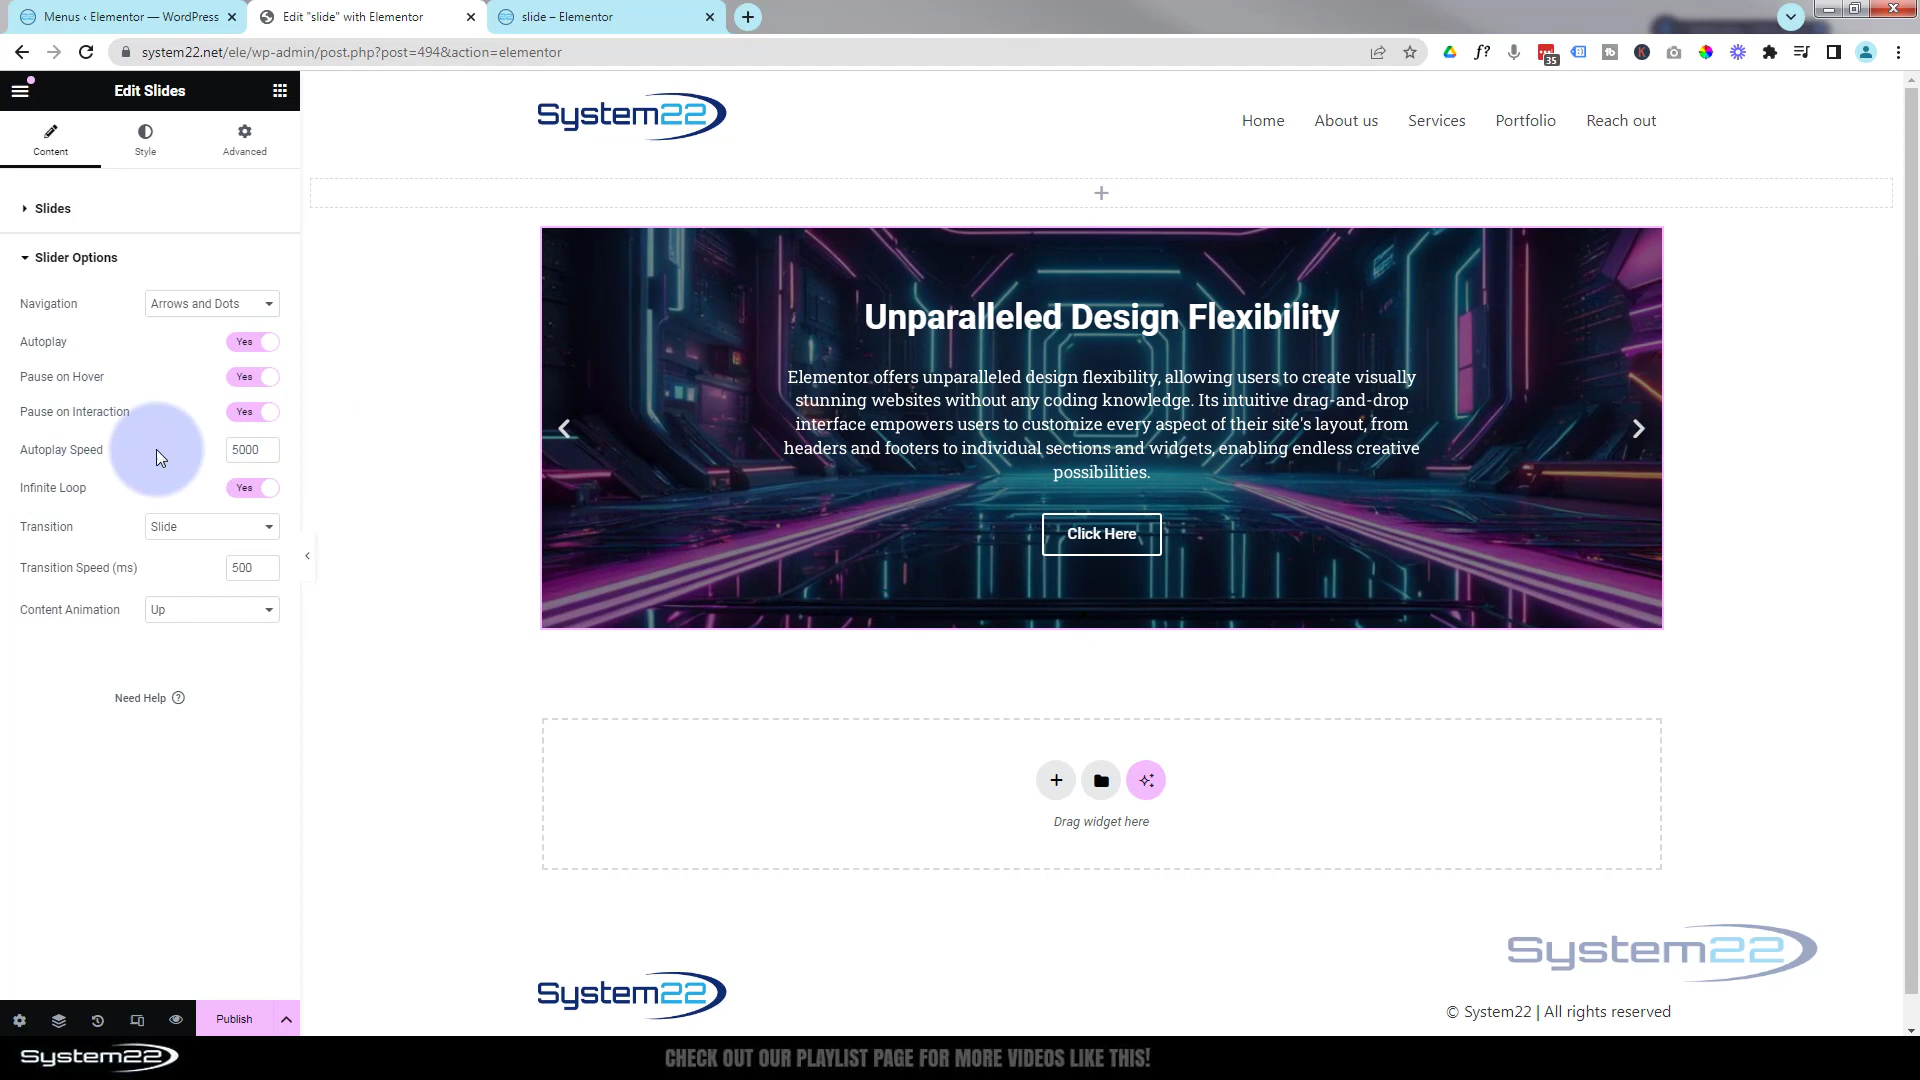 Menus ‹ Elementor — WordPress
Edit "slide" with Elementor
slide – Elementor
system22.net/ele/wp-admin/post.php?post=494&action=elementor
35
Edit Slides
Content
Style
Advanced
Slides
Slider Options
Navigation
Arrows and Dots
Autoplay
Yes
Pause on Hover
Yes
Pause on Interaction
Yes
Autoplay Speed
5000
Infinite Loop
Yes
Transition
Slide
Transition Speed (ms)
500
Content Animation
Up
Need Help
Publish
System22
Home
About us
Services
Portfolio
Reach out
Unparalleled Design Flexibility
Elementor offers unparalleled design flexibility, allowing users to create visually
stunning websites without any coding knowledge. Its intuitive drag-and-drop
interface empowers users to customize every aspect of their site's layout, from
headers and footers to individual sections and widgets, enabling endless creative
possibilities.
Click Here
Drag widget here
System22
System22
© System22 | All rights reserved
System22
CHECK OUT OUR PLAYLIST PAGE FOR MORE VIDEOS LIKE THIS!